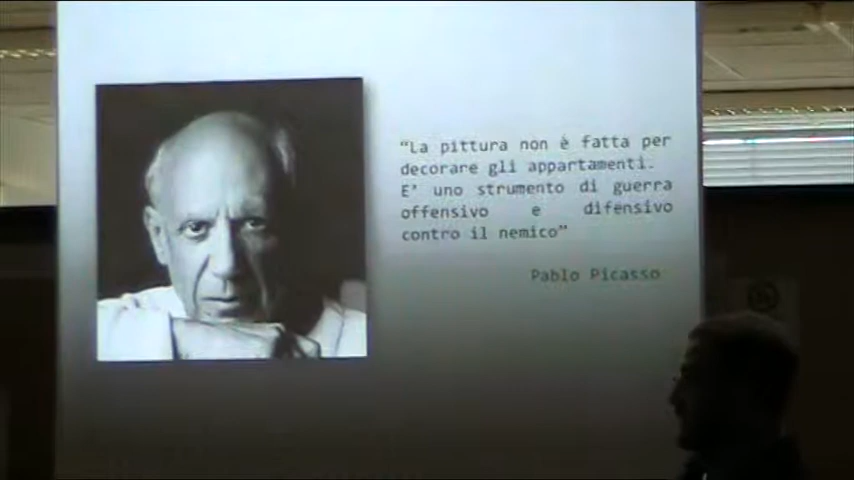 “La pittura non è fatta per
decorare gli appartamenti.
E' uno strumento di guerra
offensivo e difensivo
contro il nemico”
Pablo Picasso